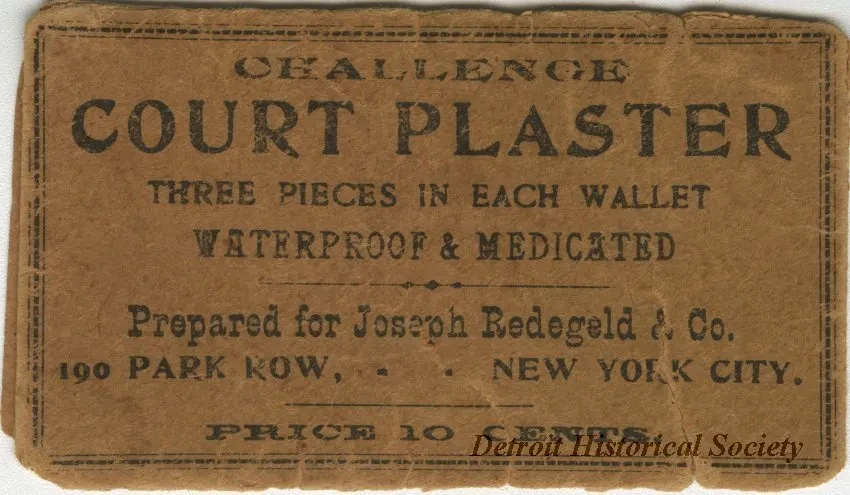 CHALLENGE
COURT PLASTER
THREE PIECES IN EACH WALLET
WATERPROOF & MEDICATED
Prepared for Joseph Redegeld & Co.
190 PARK ROW, - - NEW YORK CITY.
PRICE 10 CENTS.
Detroit Historical Society